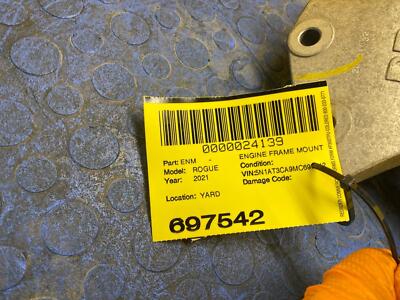 0000024139
Part: ENM - ENGINE FRAME MOUNT
Model: ROGUE Condition:
Year: 2021
Damage Code:
Location: YARD
697542